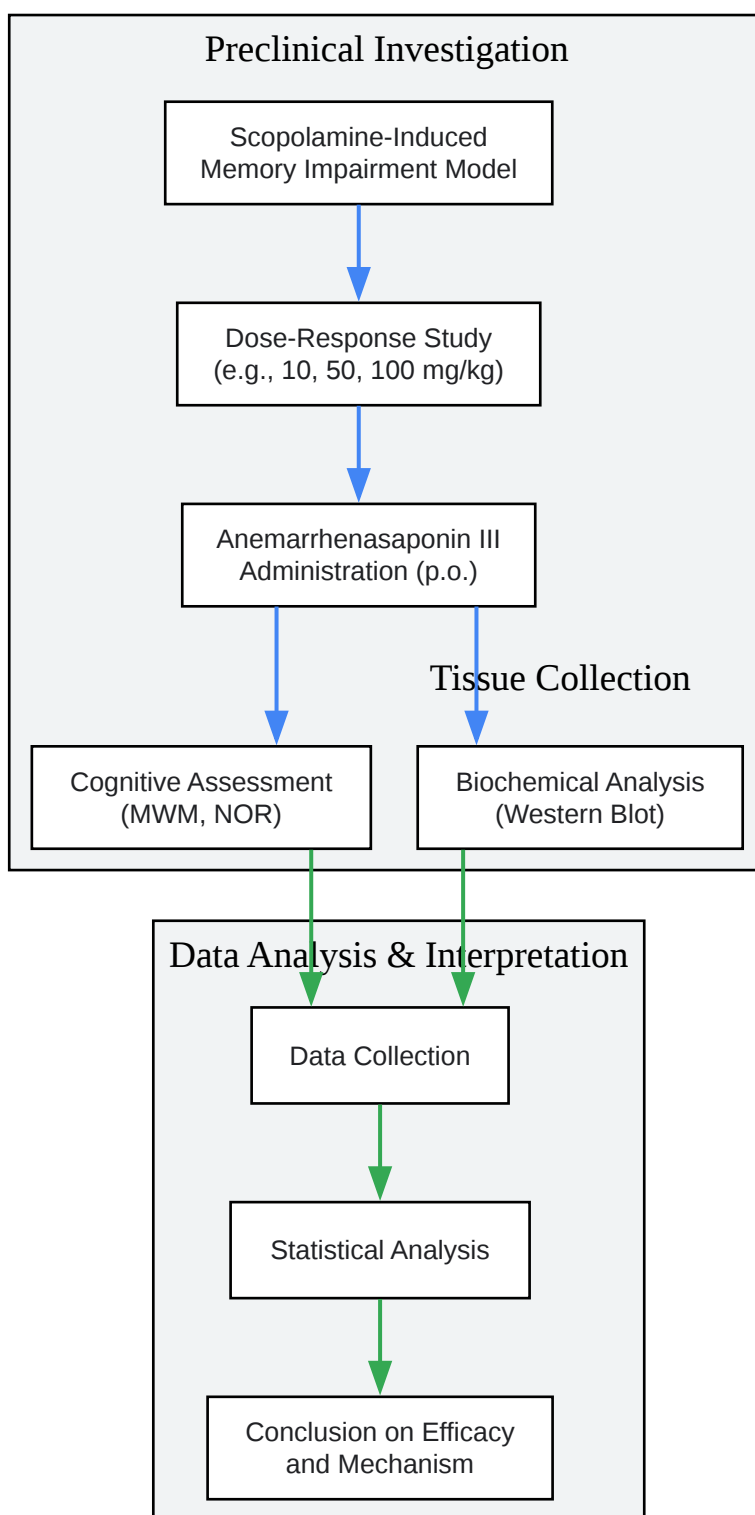 Preclinical Investigation
Scopolamine-Induced
Memory Impairment Model
Dose-Response Study
(e.g., 10, 50, 100 mg/kg)
Anemarrhenasaponin III
Administration (p.o.)
Tissue Collection
Cognitive Assessment
(MWM, NOR)
Biochemical Analysis
(Western Blot)
Data Analysis & Interpretation
Data Collection
Statistical Analysis
Conclusion on Efficacy
and Mechanism